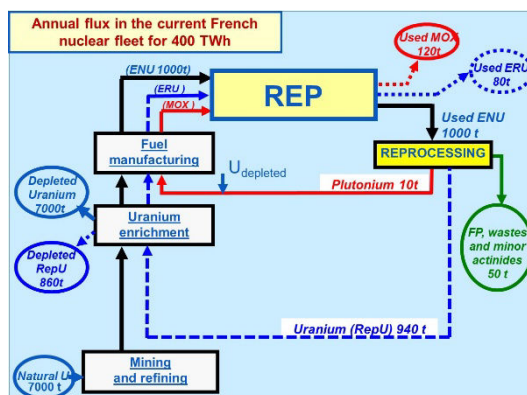 Annual flux in the current French
nuclear fleet for 400 TWh
Used MOX
120t
(ENU 1000t)
Used ERU
80t
(ERU )
REP
(MOX )
Used ENU
1000 t
Fuel
manufacturing
REPROCESSING
U depleted
Depleted
Uranium
7000t
Plutonium 10t
Uranium
enrichment
FP, wastes
and minor
actinides
50 t
Depleted
RepU
860t
Uranium (RepU) 940 t
Mining
and refining
Natural U
7000 t